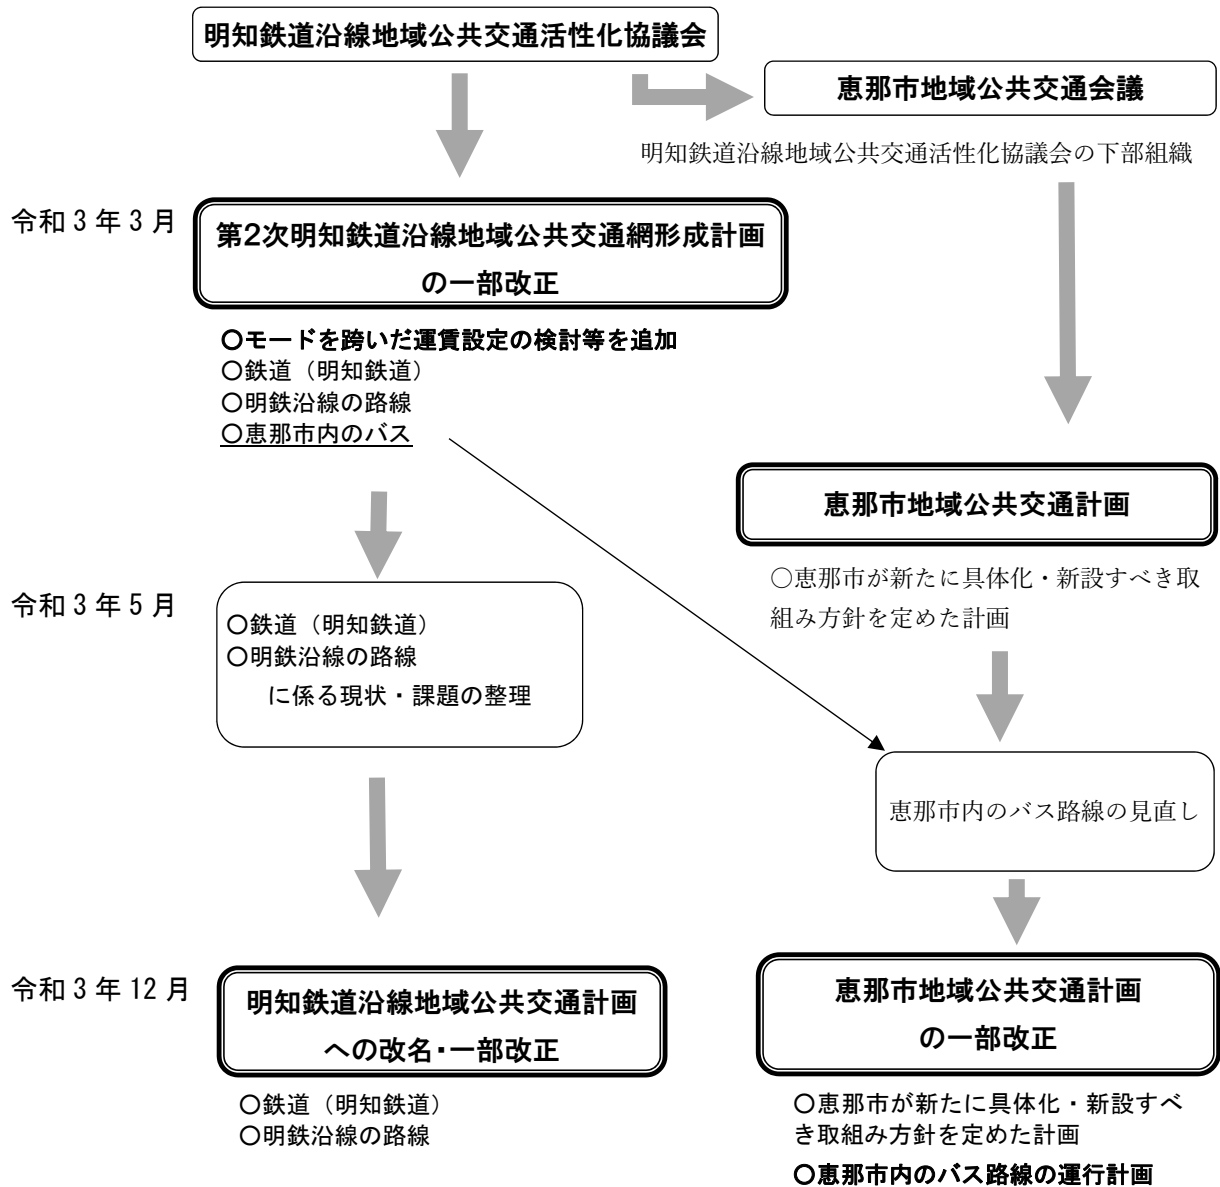 明知鉄道沿線地域公共交通活性化協議会
恵那市地域公共交通会議
明知鉄道沿線地域公共交通活性化協議会の下部組織
令和3年3月
第2次明知鉄道沿線地域公共交通網形成計画
の一部改正
〇モードを跨いだ運賃設定の検討等を追加
〇鉄道（明知鉄道）
〇明鉄沿線の路線
〇恵那市内のバス
恵那市地域公共交通計画
〇恵那市が新たに具体化・新設すべき取
組み方針を定めた計画
令和3年5月
〇鉄道（明知鉄道）
〇明鉄沿線の路線
に係る現状・課題の整理
恵那市内のバス路線の見直し
令和3年12月
明知鉄道沿線地域公共交通計画
への改名・一部改正
〇鉄道（明知鉄道）
〇明鉄沿線の路線
恵那市地域公共交通計画
の一部改正
〇恵那市が新たに具体化・新設すべ
き取組み方針を定めた計画
〇恵那市内のバス路線の運行計画